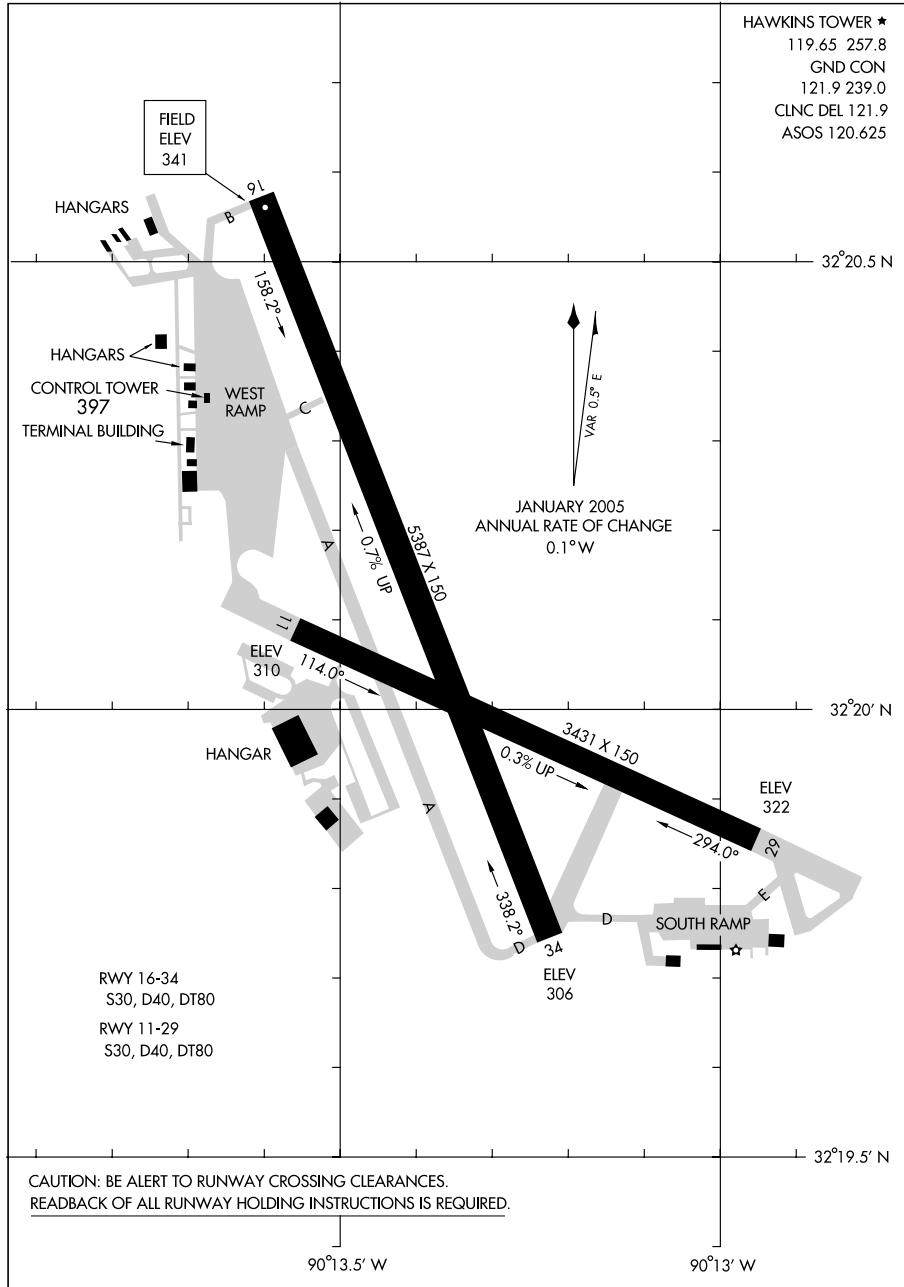 HAWKINS TOWER ★
119.65 257.8
GND CON
121.9 239.0
CLNC DEL 121.9
ASOS 120.625
FIELD
ELEV
341
16
HANGARS
B
32°20.5 N
158.2°
HANGARS
CONTROL TOWER
397
WEST
RAMP
C
TERMINAL BUILDING
VAR 0.5° E
JANUARY 2005
ANNUAL RATE OF CHANGE
0.1° W
A
0.7% UP
5387 X 150
11
ELEV
310
114.0°
32°20' N
HANGAR
3431 X 150
0.3% UP
ELEV
322
A
294.0°
29
E
338.2°
D
SOUTH RAMP
D
34
ELEV
306
RWY 16-34
S30, D40, DT80
RWY 11-29
S30, D40, DT80
32°19.5' N
CAUTION: BE ALERT TO RUNWAY CROSSING CLEARANCES.
READBACK OF ALL RUNWAY HOLDING INSTRUCTIONS IS REQUIRED.
90°13.5' W
90°13' W